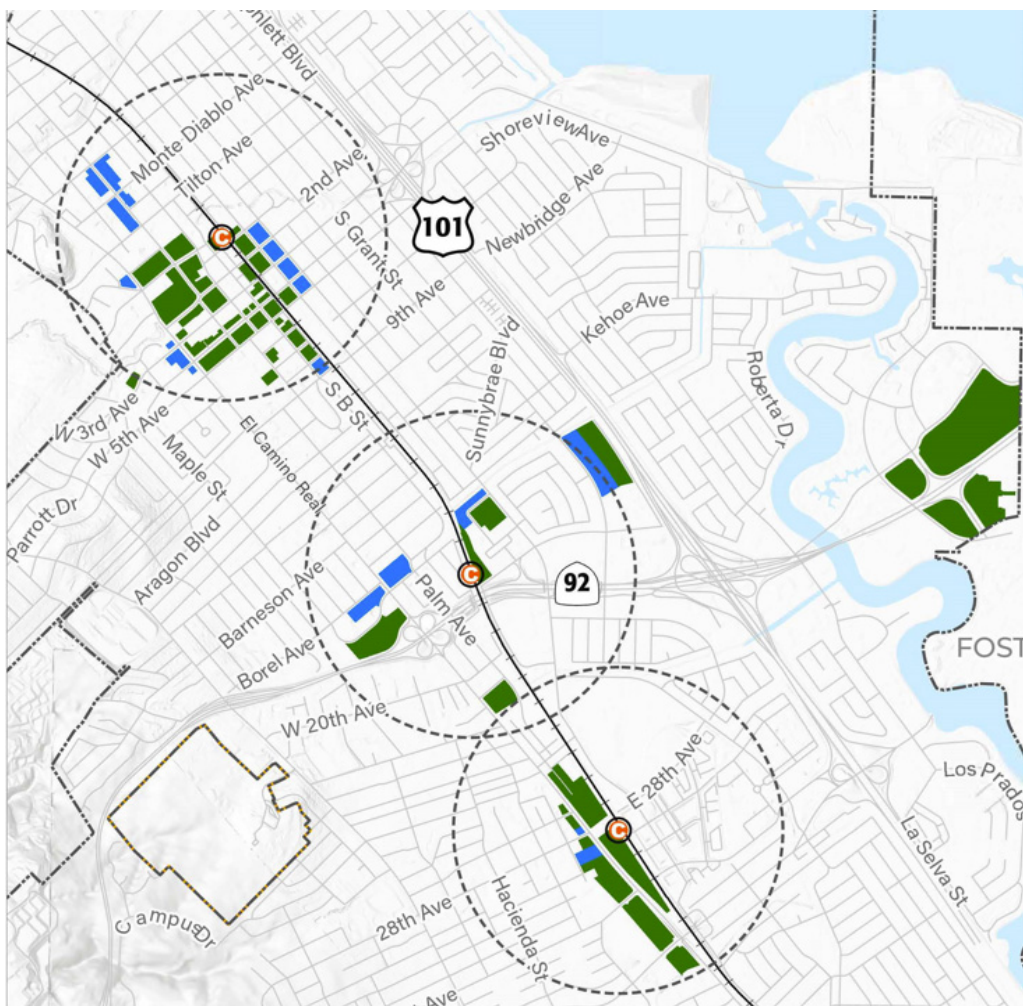 Monte Diablo Ave
Tilton Ave
2nd Ave
S Grant St
9th Ave
101
Shoreview Ave
Newbridge Ave
Kehoe Ave
Sunnybrae Blvd
Roberta Dr
W 3rd Ave
W 5th Ave
Maple St
El Camino Real
S B St
Parrott Dr
Aragon Blvd
Barneson Ave
Borel Ave
Palm Ave
C
C
C
92
FOST
W 20th Ave
E 28th Ave
Los Prados
La Selva St
Campus Dr
28th Ave
Hacienda St
Blvd
Ave